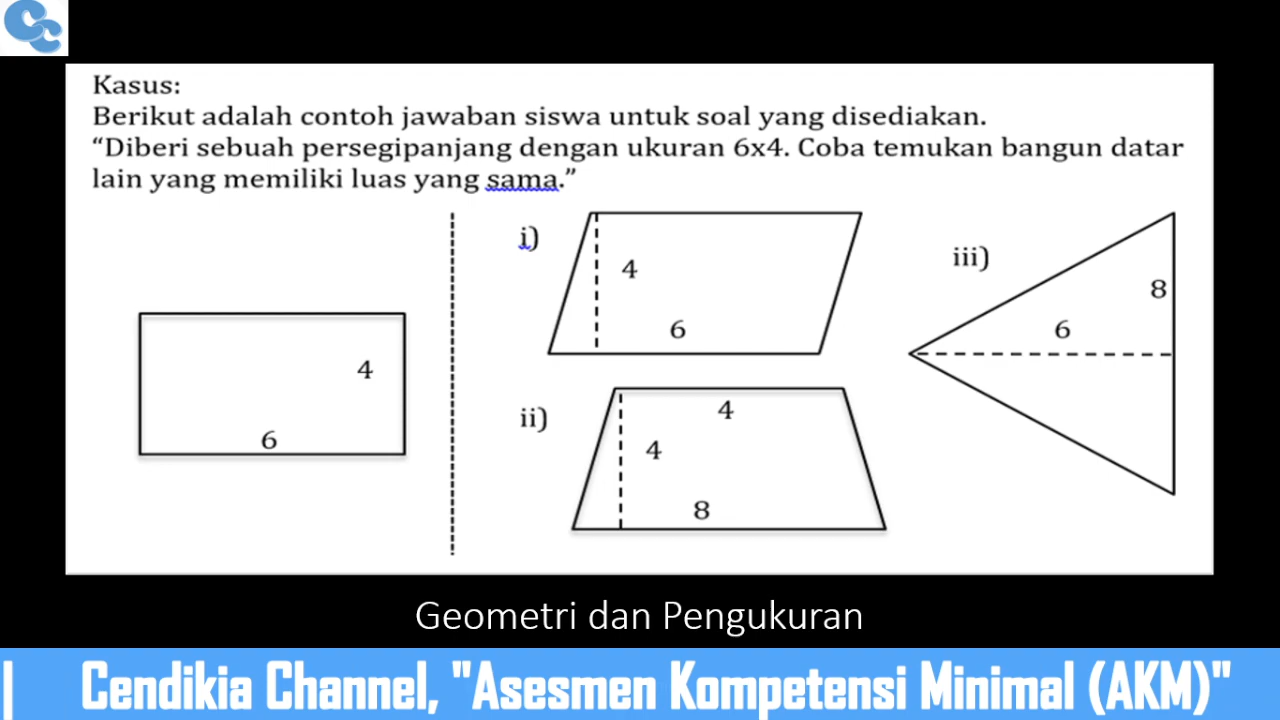 Kasus:
Berikut adalah contoh jawaban siswa untuk soal yang disediakan.
“Diberi sebuah persegipanjang dengan ukuran 6x4. Coba temukan bangun datar
lain yang memiliki luas yang sama.”
4
6
i)
4
6
ii)
4
4
8
iii)
8
6
Geometri dan Pengukuran
| Cendikia Channel, "Asesmen Kompetensi Minimal (AKM)"